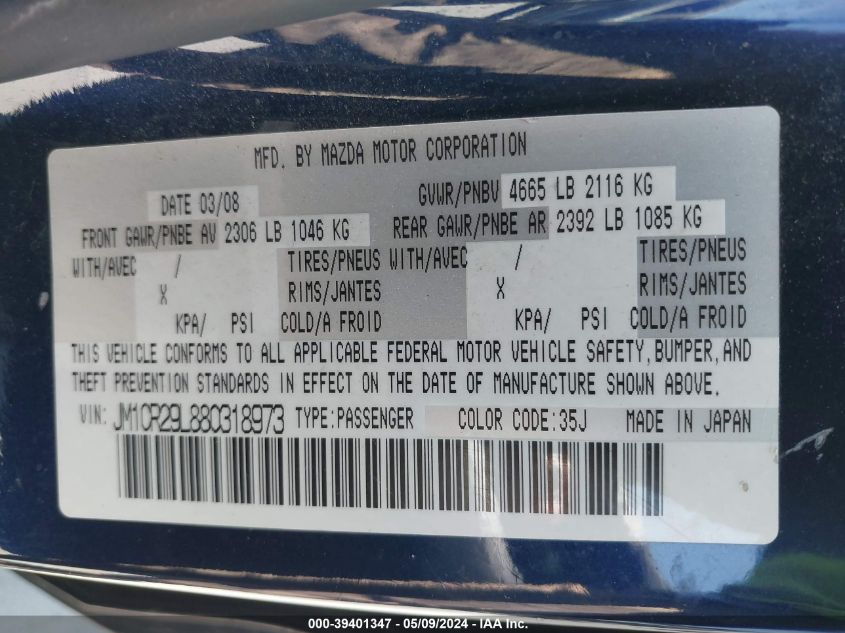 MFD. BY MAZDA MOTOR CORPORATION
DATE 03/08 GVWR/PNBV 4665 LB 2116 KG
FRONT GAWR/PNBE AV 2306 LB 1046 KG REAR GAWR/PNBE AR 2392 LB 1085 KG
WITH/AVEC / TIRES/PNEUS WITH/AVEC / TIRES/PNEUS
X RIMS/JANTES X RIMS/JANTES
KPA/ PSI COLD/A FROID KPA/ PSI COLD/A FROID
THIS VEHICLE CONFORMS TO ALL APPLICABLE FEDERAL MOTOR VEHICLE SAFETY, BUMPER, AND
THEFT PREVENTION STANDARDS IN EFFECT ON THE DATE OF MANUFACTURE SHOWN ABOVE.
VIN: JM1CR29L880318973 TYPE:PASSENGER COLOR CODE:35J MADE IN JAPAN
000-39401347 - 05/09/2024 - IAA Inc.